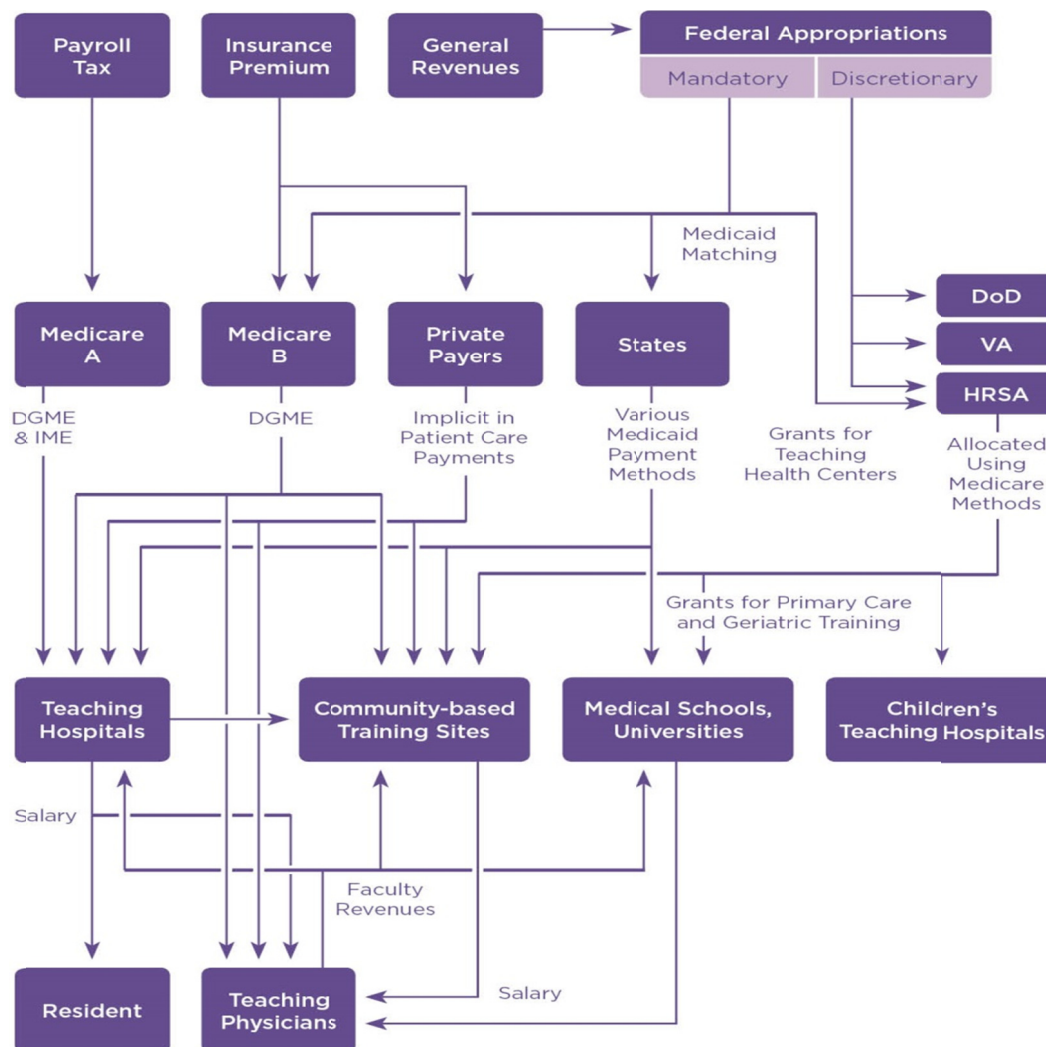 Payroll
Tax
Insurance
Premium
General
Revenues
Federal Appropriations
Mandatory
Discretionary
Medicaid
Matching
DoD
VA
HRSA
Medicare
A
Medicare
B
Private
Payers
States
DGME
& IME
DGME
Implicit in
Patient Care
Payments
Various
Medicaid
Payment
Methods
Grants for
Teaching
Health Centers
Allocated
Using
Medicare
Methods
Grants for Primary Care
and Geriatric Training
Teaching
Hospitals
Community-based
Training Sites
Medical Schools,
Universities
Children's
Teaching Hospitals
Salary
Faculty
Revenues
Salary
Resident
Teaching
Physicians